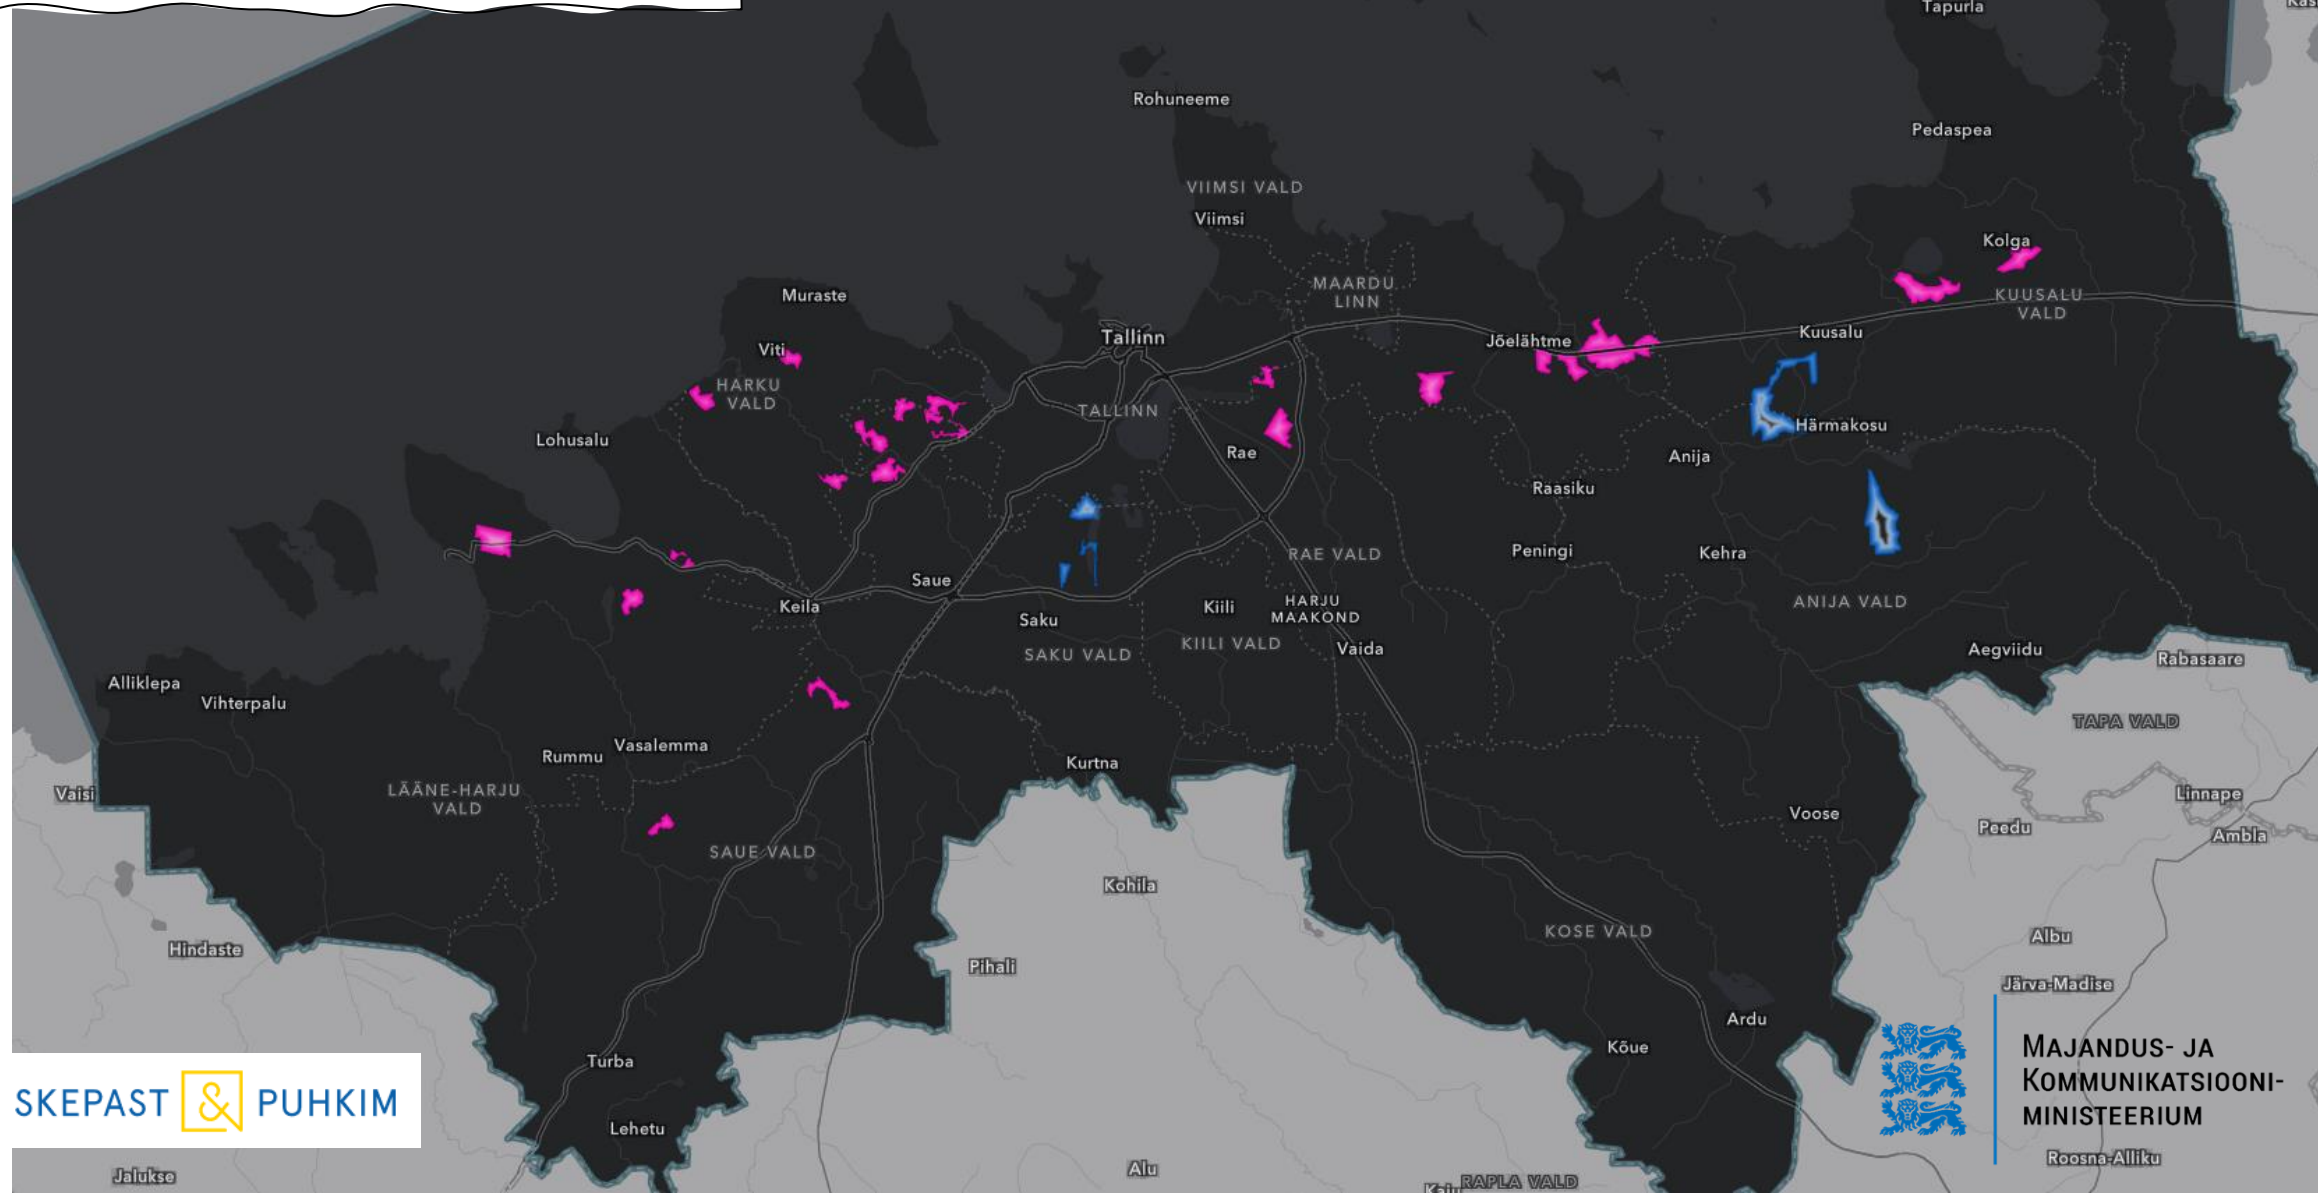 Tapurla
Rohuneeme
Pedaspea
VIIMSI VALD
Viimsi
Kolga
MAARDU
LINN
Muraste
KUUSALU
VALD
Tallinn
Jõelähtme
Kuusalu
Viti
HARKU
VALD
TALLINN
Lohusalu
Härmakosu
Rae
Anija
Raasiku
RAE VALD
Peningi
Kehra
Saue
Keila
Saku
Kiili
HARJU
MAAKOND
ANIJA VALD
SAKU VALD
KIILI VALD
Vaida
Aegviidu
Rabasaare
Alliklepa
Vihterpalu
TAPA VALD
Rummu
Vasalemma
Kurtna
Vaisi
LÄÄNE-HARJU
VALD
Linnape
Voose
Peedu
Ambla
SAUE VALD
Kohila
KOSE VALD
Albu
Hindaste
Pihali
Järva-Madise
Ardu
Kõue
Turba
MAJANDUS- JA
KOMMUNIKATSIOONI-
MINISTEERIUM
SKEPAST & PUHKIM
Lehetu
Roosna-Alliku
Jalukse
Alu
RAPLA VALD